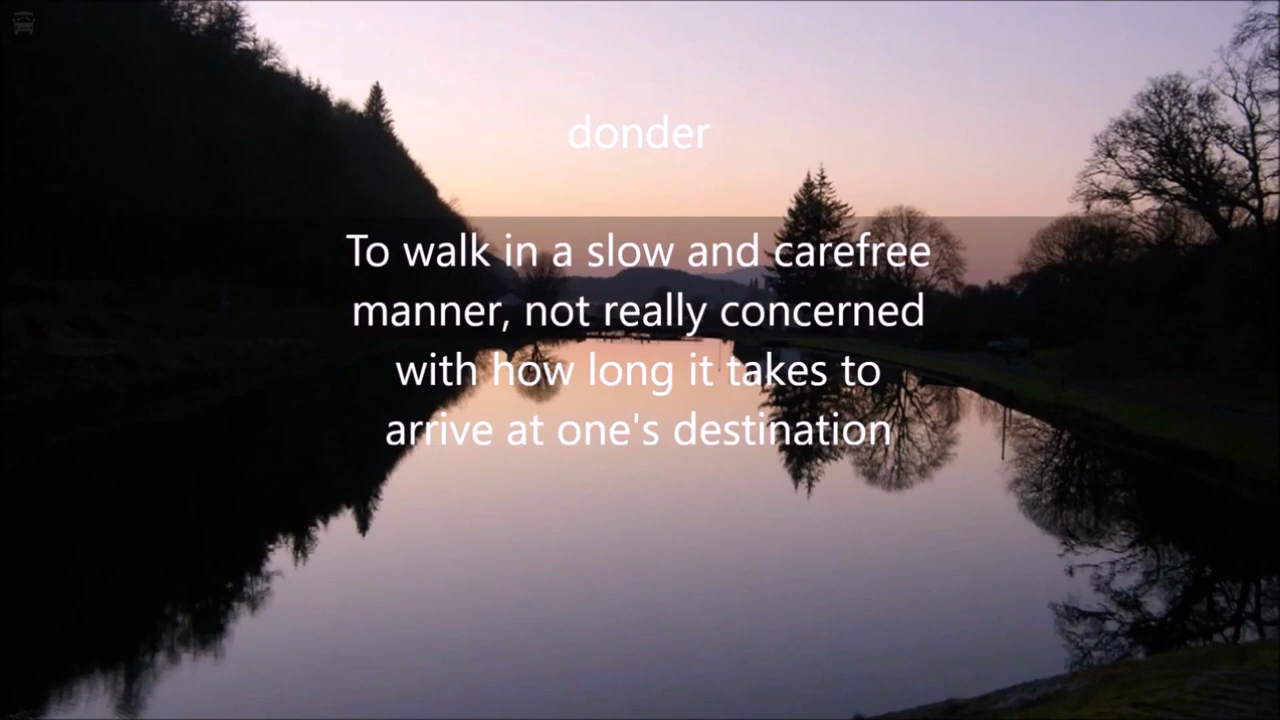 donder
To walk in a slow and carefree
manner, not really concerned
with how long it takes to
arrive at one's destination